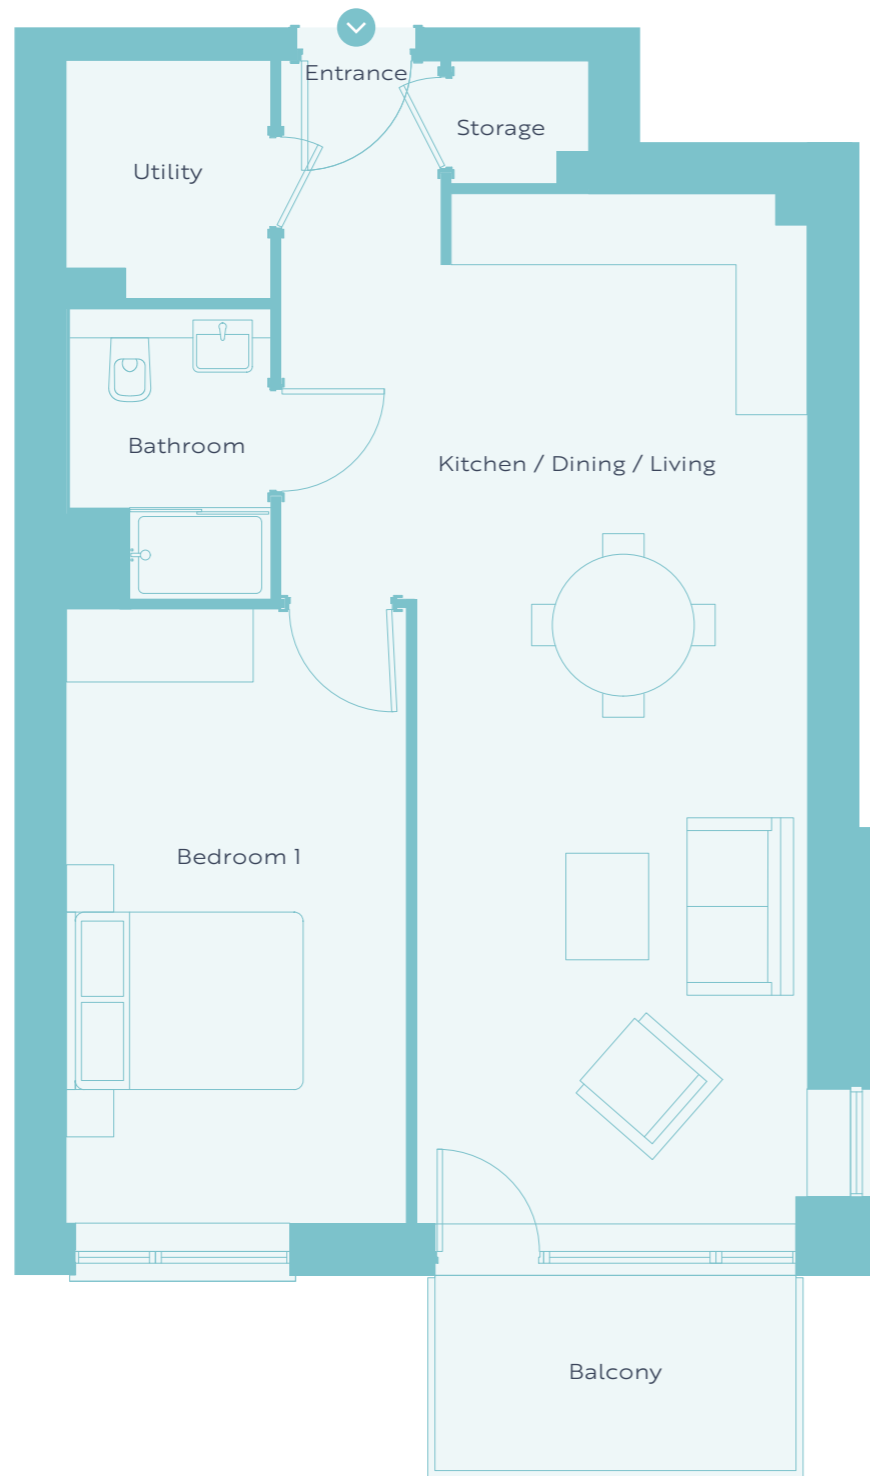 Entrance
Storage
Utility
Bathroom
Kitchen / Dining / Living
Bedroom 1
Balcony